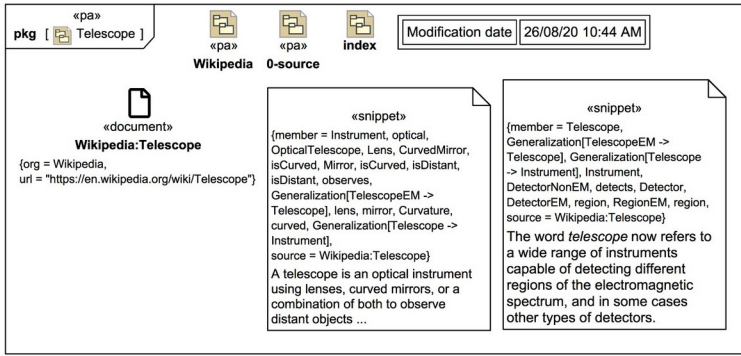 «pa»
pkg [ Telescope ]
«pa»
Wikipedia
«pa»
0-source
index
Modification date 26/08/20 10:44 AM
«document»
Wikipedia:Telescope
{org = Wikipedia,
url = "https://en.wikipedia.org/wiki/Telescope"}
«snippet»
{member = Instrument, optical,
OpticalTelescope, Lens, CurvedMirror,
isCurved, Mirror, isCurved, isDistant,
isDistant, observes,
Generalization[TelescopeEM ->
Telescope], lens, mirror, Curvature,
curved, Generalization[Telescope ->
Instrument],
source = Wikipedia:Telescope}
A telescope is an optical instrument
using lenses, curved mirrors, or a
combination of both to observe
distant objects ...
«snippet»
{member = Telescope,
Generalization[TelescopeEM ->
Telescope], Generalization[Telescope
-> Instrument], Instrument,
DetectorNonEM, detects, Detector,
DetectorEM, region, RegionEM, region,
source = Wikipedia:Telescope}
The word telescope now refers to
a wide range of instruments
capable of detecting different
regions of the electromagnetic
spectrum, and in some cases
other types of detectors.